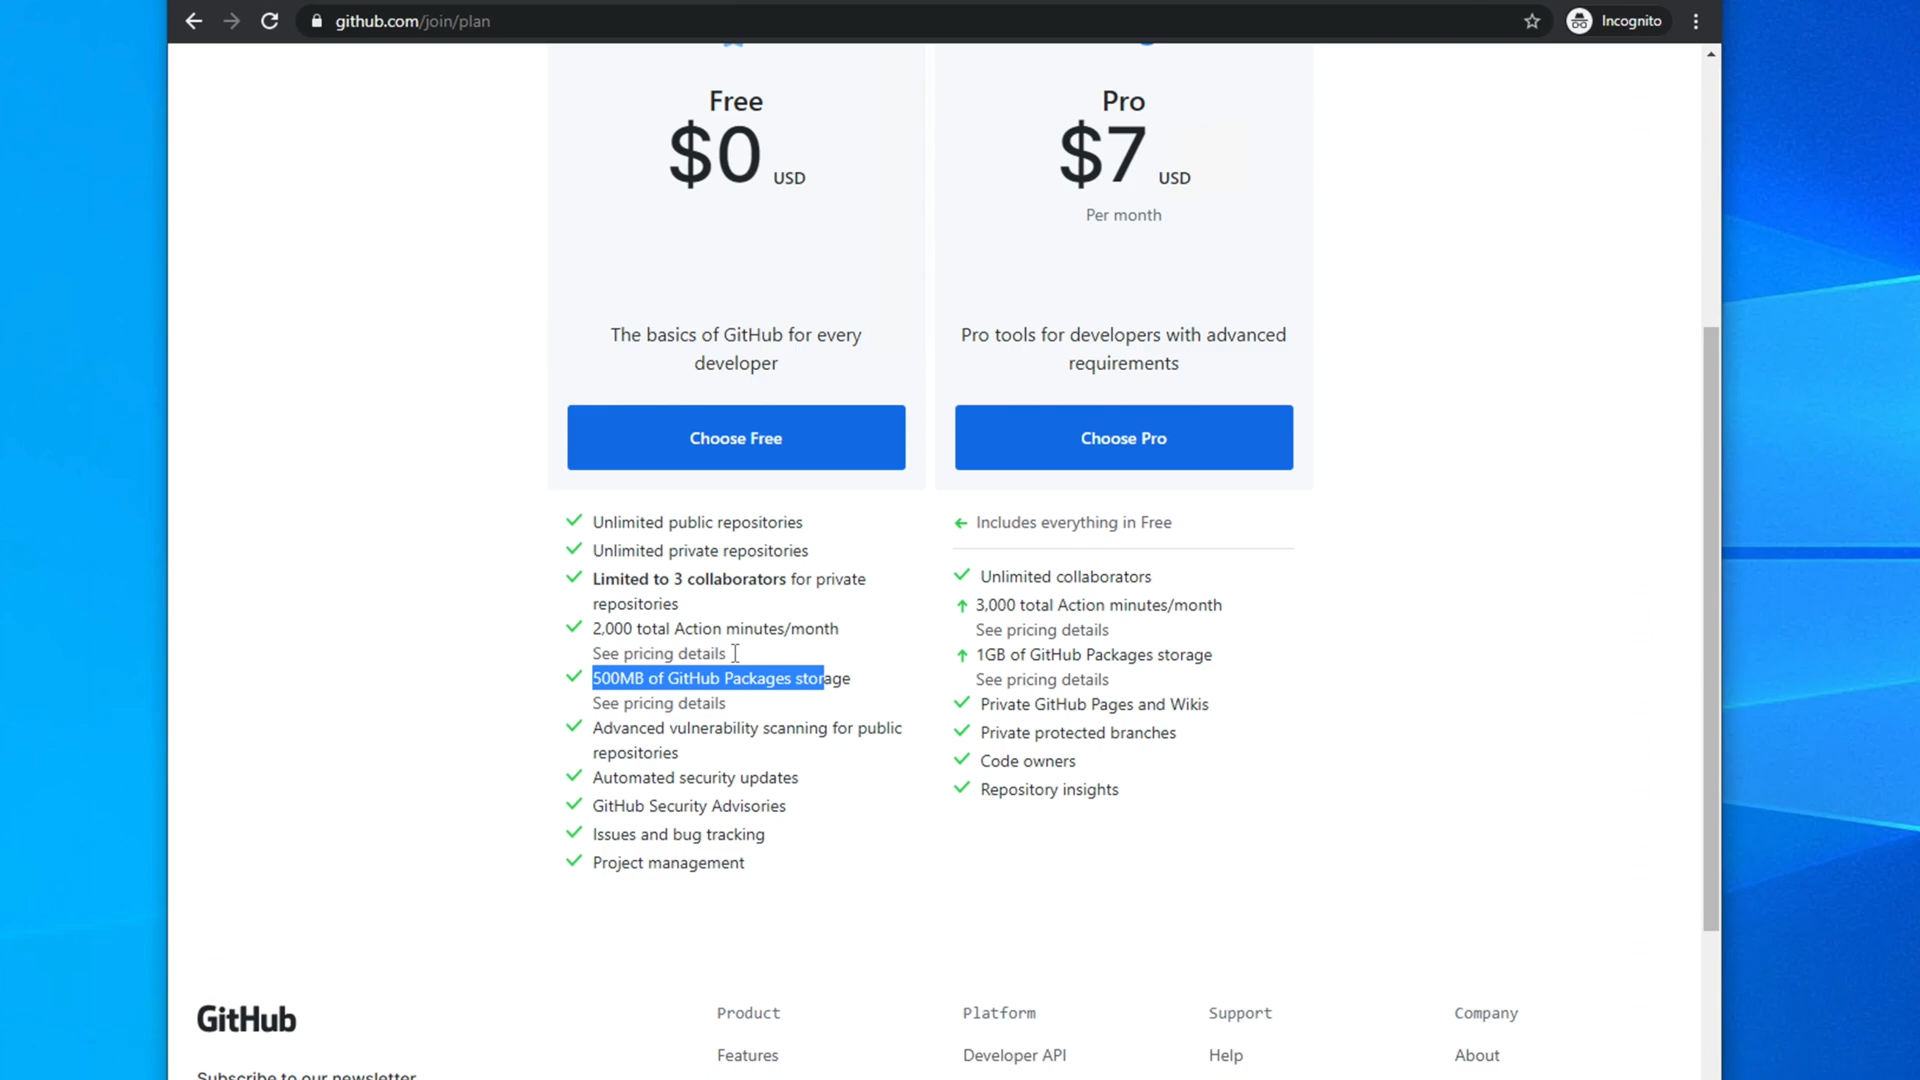 github.com/join/plan
Incognito
Free
$0 USD
The basics of GitHub for every
developer
Choose Free
Unlimited public repositories
Unlimited private repositories
Limited to 3 collaborators for private
repositories
2,000 total Action minutes/month
See pricing details
500MB of GitHub Packages storage
See pricing details
Advanced vulnerability scanning for public
repositories
Automated security updates
GitHub Security Advisories
Issues and bug tracking
Project management
Pro
$7 USD
Per month
Pro tools for developers with advanced
requirements
Choose Pro
Includes everything in Free
Unlimited collaborators
3,000 total Action minutes/month
See pricing details
1GB of GitHub Packages storage
See pricing details
Private GitHub Pages and Wikis
Private protected branches
Code owners
Repository insights
GitHub
Subscribe to our newsletter
Product
Features
Platform
Developer API
Support
Help
Company
About